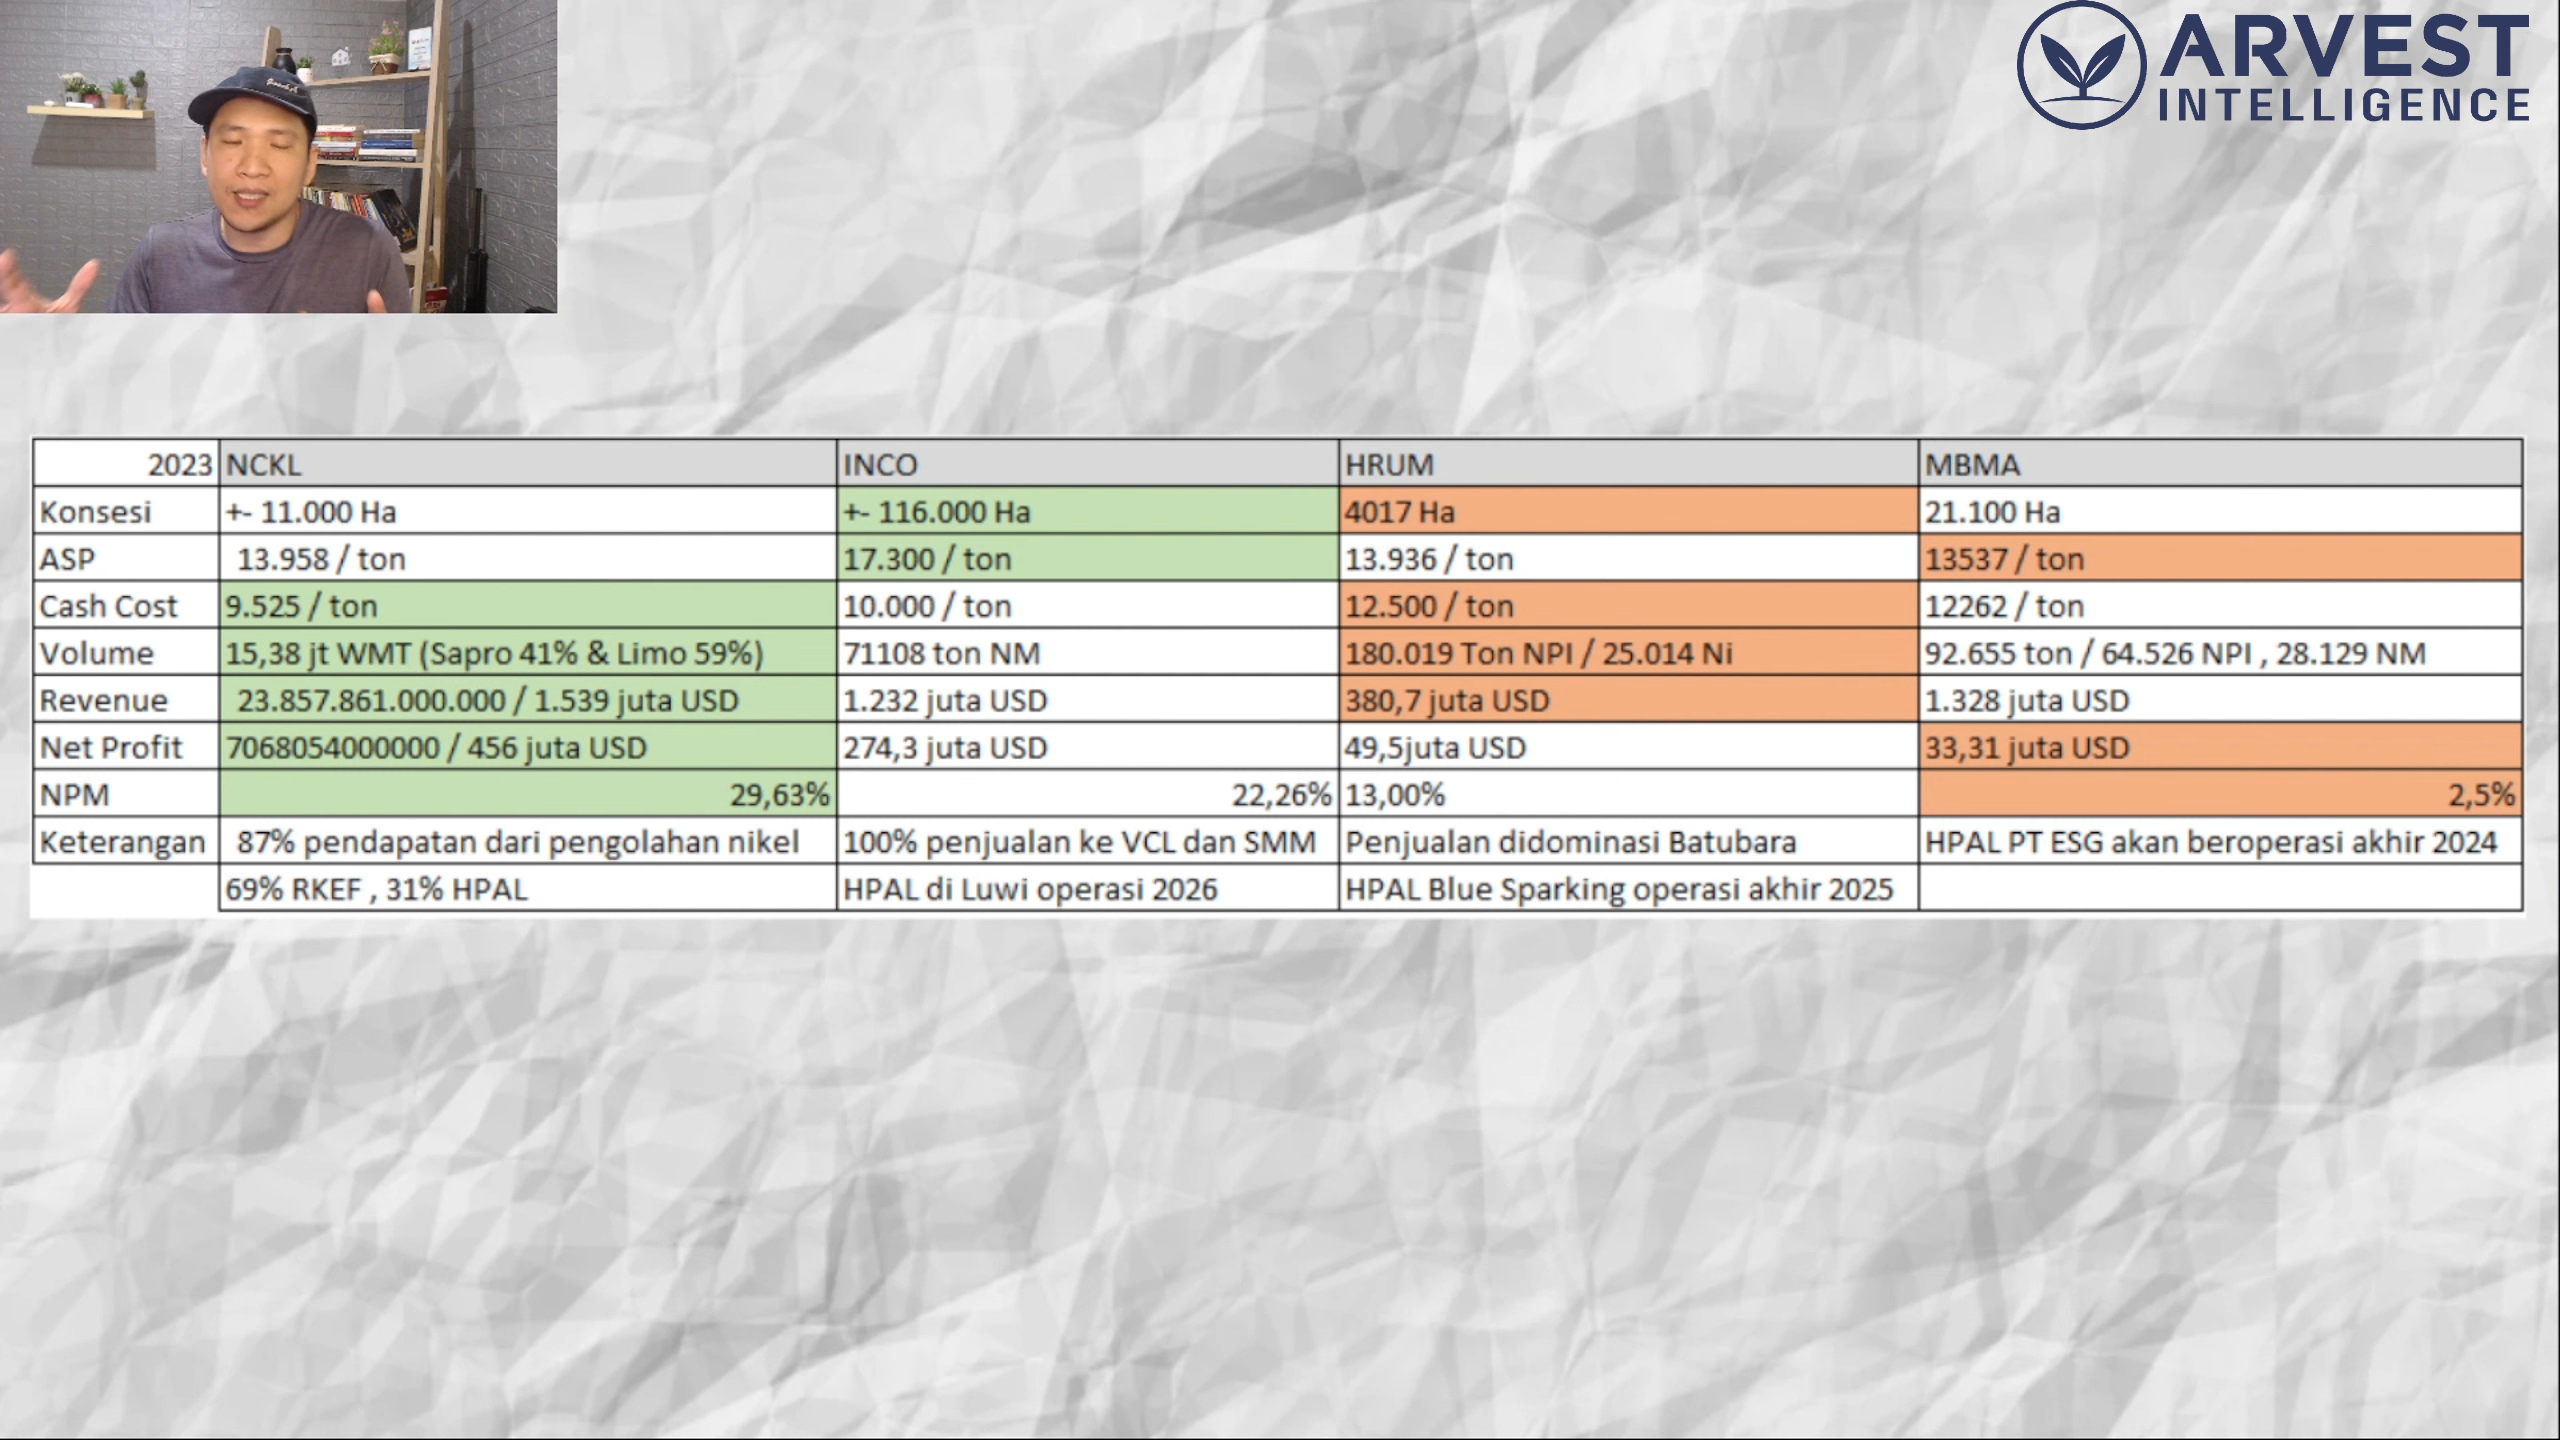 ARVEST
INTELLIGENCE
2023 NCKL INCO HRUM MBMA
Konsesi +- 11.000 Ha +- 116.000 Ha 4017 Ha 21.100 Ha
ASP 13.958 / ton 17.300 / ton 13.936 / ton 13537 / ton
Cash Cost 9.525 / ton 10.000 / ton 12.500 / ton 12262 / ton
Volume 15,38 jt WMT (Sapro 41% & Limo 59%) 71108 ton NM 180.019 Ton NPI / 25.014 Ni 92.655 ton / 64.526 NPI , 28.129 NM
Revenue 23.857.861.000.000 / 1.539 juta USD 1.232 juta USD 380,7 juta USD 1.328 juta USD
Net Profit 7068054000000 / 456 juta USD 274,3 juta USD 49,5juta USD 33,31 juta USD
NPM 29,63% 22,26% 13,00% 2,5%
Keterangan 87% pendapatan dari pengolahan nikel 100% penjualan ke VCL dan SMM Penjualan didominasi Batubara HPAL PT ESG akan beroperasi akhir 2024
69% RKEF , 31% HPAL HPAL di Luwi operasi 2026 HPAL Blue Sparking operasi akhir 2025